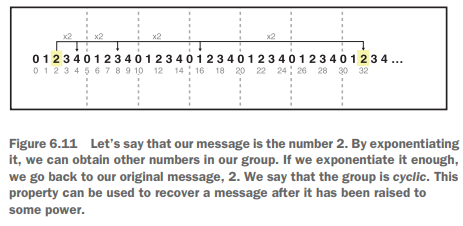 x2 x2 x2 x2
0 1 2 3 4 0 1 2 3 4 0 1 2 3 4 0 1 2 3 4 0 1 2 3 4 0 1 2 3 4 0 1 2 3 4 ...
0 1 2 3 4 5 6 7 8 9 10 12 14 16 18 20 22 24 26 28 30 32
Figure 6.11 Let's say that our message is the number 2. By exponentiating
it, we can obtain other numbers in our group. If we exponentiate it enough,
we go back to our original message, 2. We say that the group is cyclic. This
property can be used to recover a message after it has been raised to
some power.